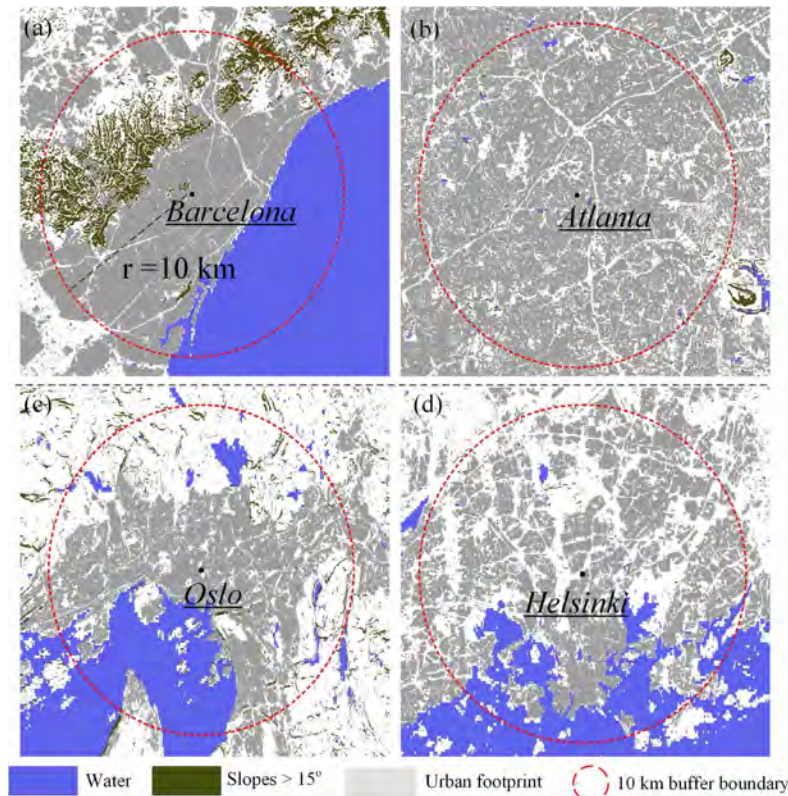 (a)
(b)
Barcelona
Atlanta
r =10 km
(c)
(d)
Oslo
Helsinki
Water
Slopes > 15°
Urban footprint
10 km buffer boundary